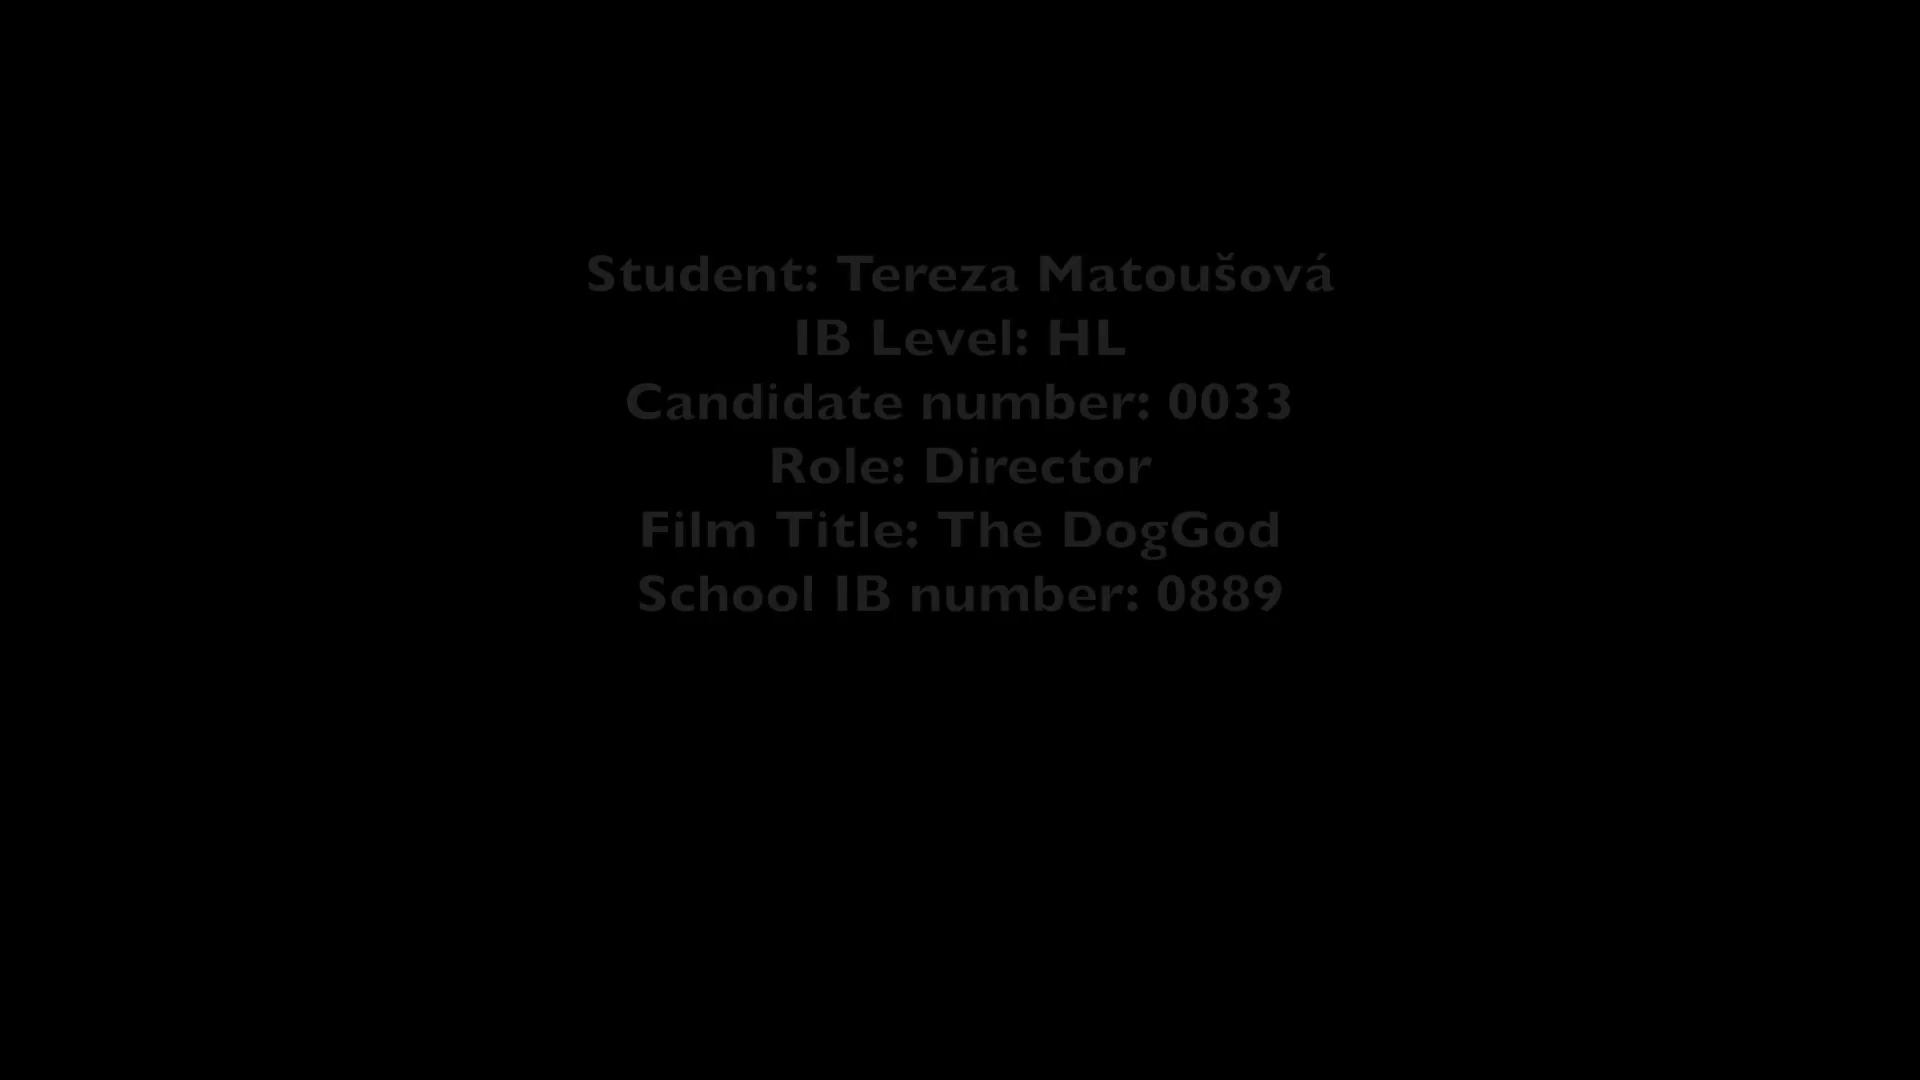 Student: Tereza Matoušová
IB Level: HL
Candidate number: 0033
Role: Director
Film Title: The DogGod
School IB number: 0889